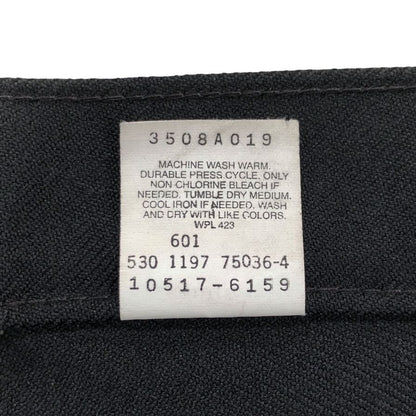 3508A019
MACHINE WASH WARM.
DURABLE PRESS CYCLE. ONLY
NON CHLORINE BLEACH IF
NEEDED. TUMBLE DRY MEDIUM.
COOL IRON IF NEEDED. WASH
AND DRY WITH LIKE COLORS.
WPL 423
601
530 1197 75036-4
10517-6159